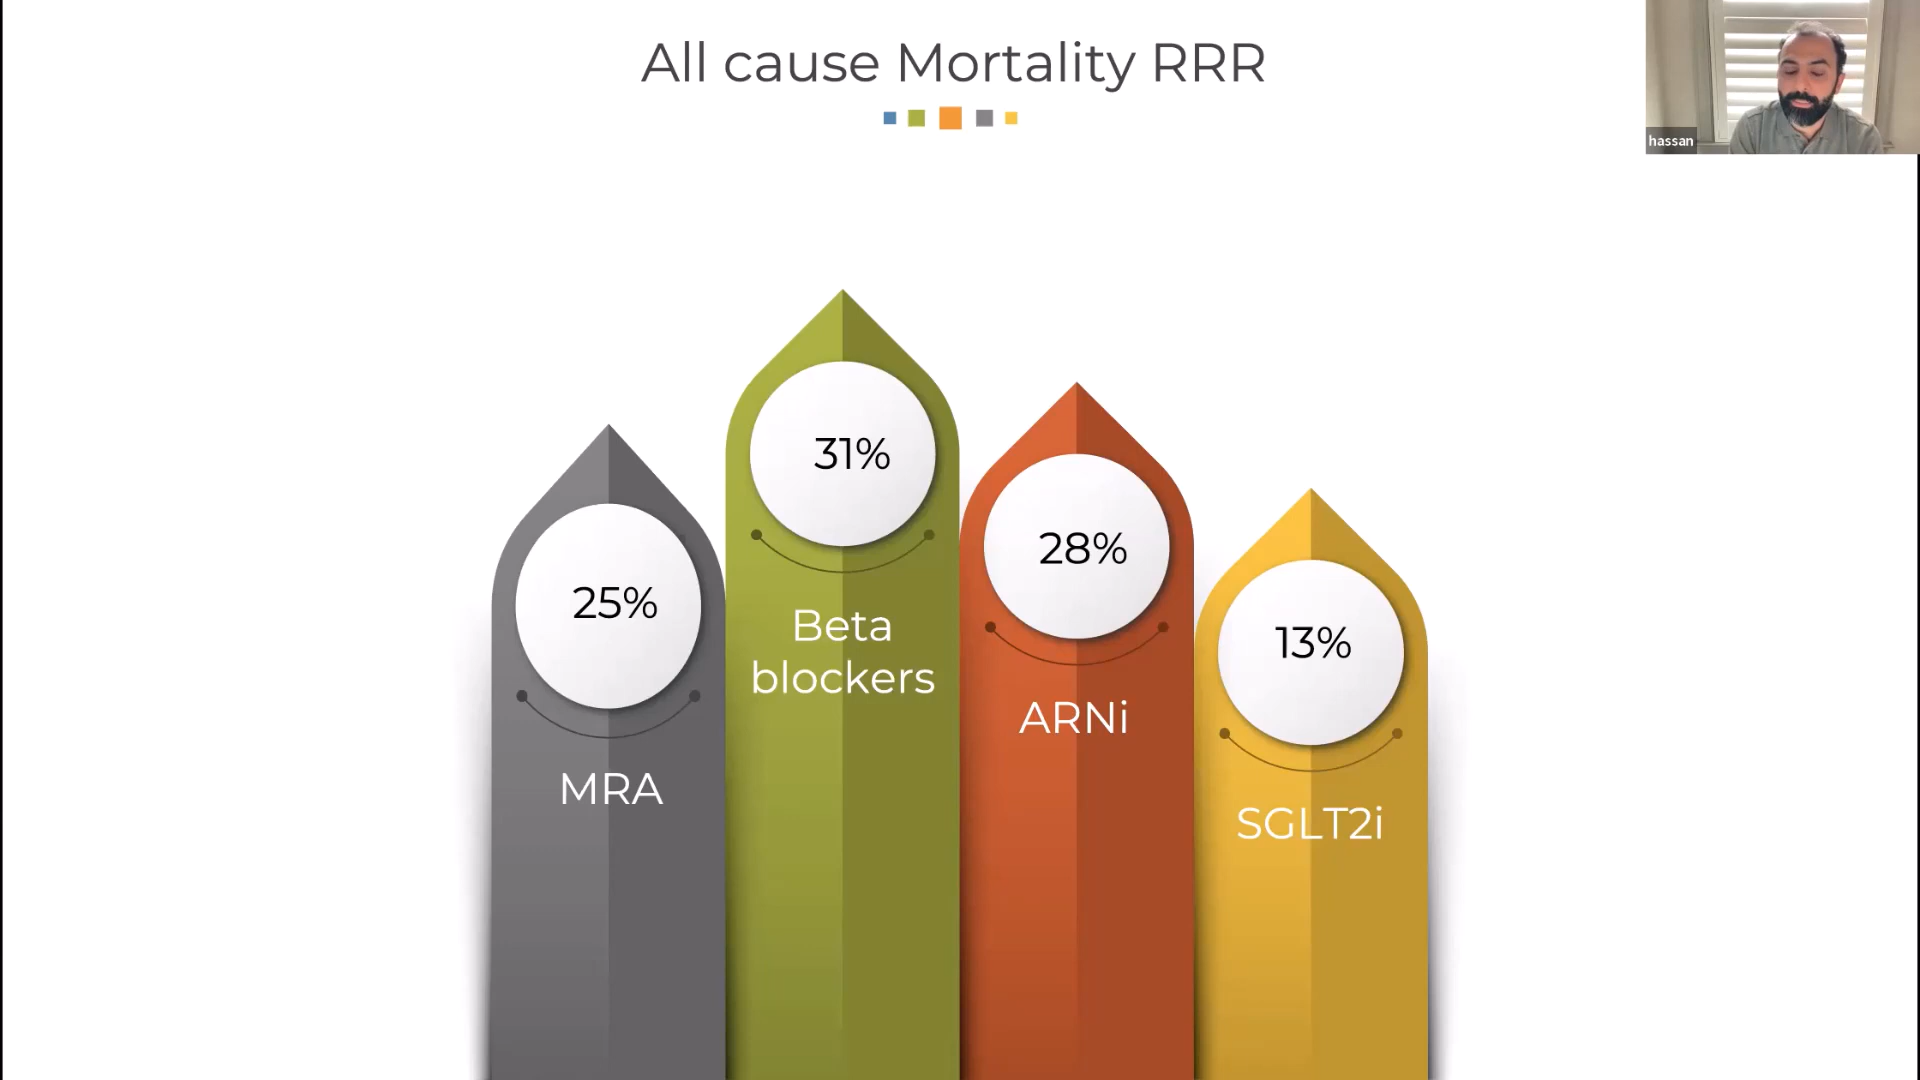 All cause Mortality RRR
hassan
25%
MRA
31%
Beta
blockers
28%
ARNi
13%
SGLT2i